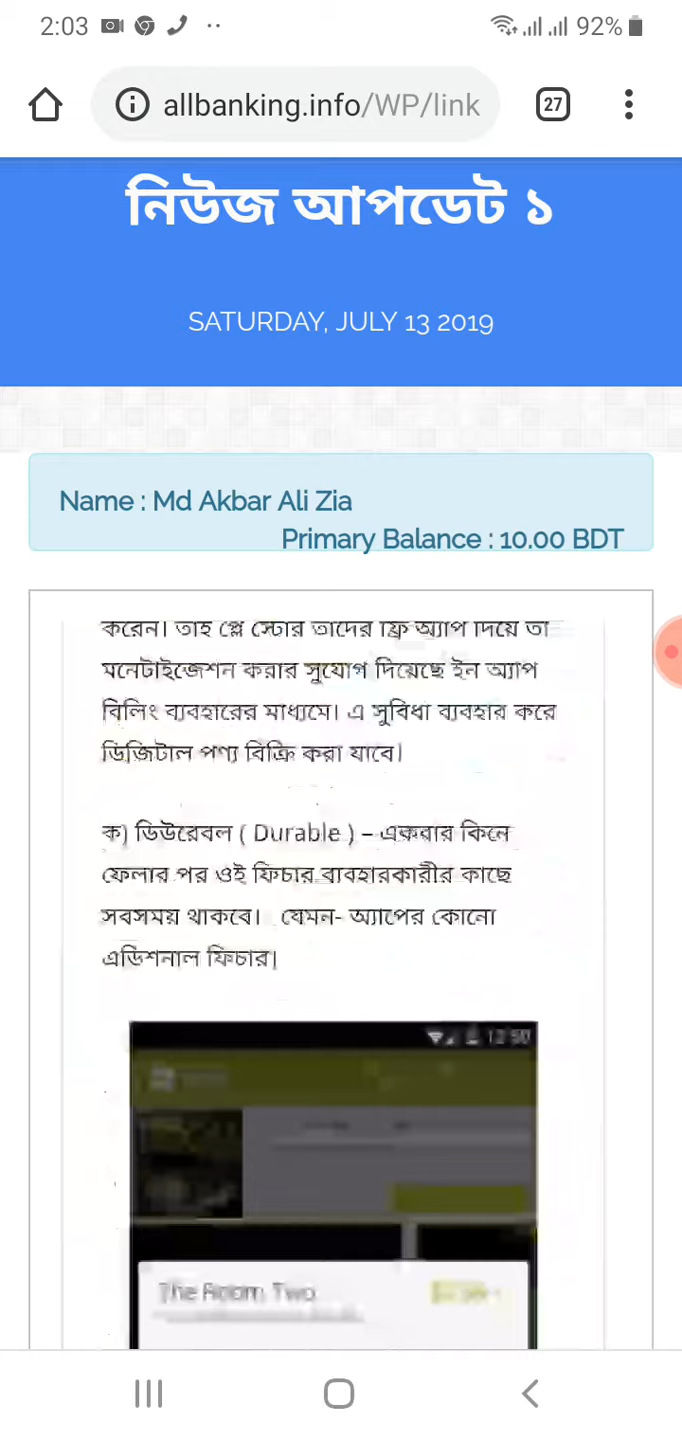 2:03
92%
allbanking.info/WP/link
27
নিউজ আপডেট ১
SATURDAY, JULY 13 2019
Name : Md Akbar Ali Zia
Primary Balance : 10.00 BDT
করেন। তাই প্লে স্টোর তাদের ফ্রি অ্যাপ দিয়ে তা
মনেটাইজেশন করার সুযোগ দিয়েছে ইন অ্যাপ
বিলিং ব্যবহারের মাধ্যমে। এ সুবিধা ব্যবহার করে
ডিজিটাল পণ্য বিক্রি করা যাবে।
ক) ডিউরেবল ( Durable ) – একবার কিনে
ফেলার পর ওই ফিচার ব্যবহারকারীর কাছে
সবসময় থাকবে। যেমন- অ্যাপের কোনো
এডিশনাল ফিচার।
12:50
The Room Two